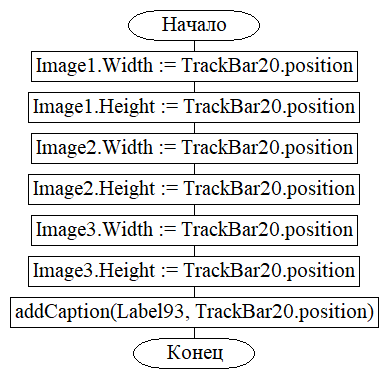 Начало
Image1.Width := TrackBar20.position
Image1.Height := TrackBar20.position
Image2.Width := TrackBar20.position
Image2.Height := TrackBar20.position
Image3.Width := TrackBar20.position
Image3.Height := TrackBar20.position
addCaption(Label93, TrackBar20.position)
Конец